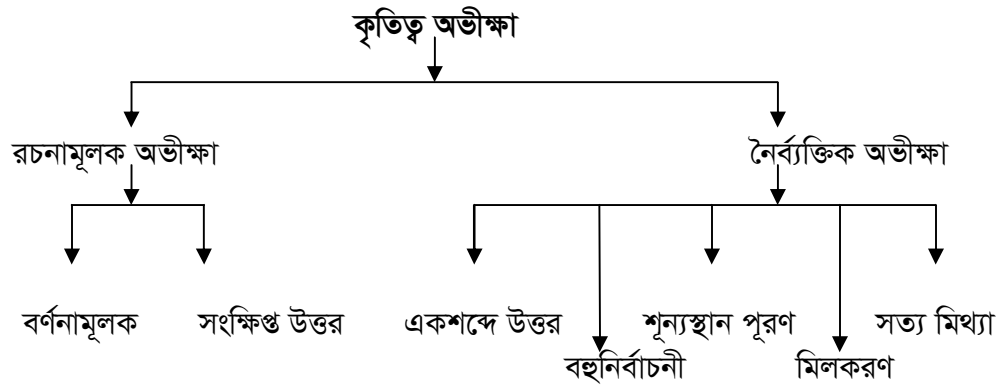 কৃতিত্ব অভীক্ষা
রচনামূলক অভীক্ষা নৈর্ব্যক্তিক অভীক্ষা
বর্ণনামূলক সংক্ষিপ্ত উত্তর একশব্দে উত্তর শূন্যস্থান পূরণ সত্য মিথ্যা
বহুনির্বাচনী মিলকরণ